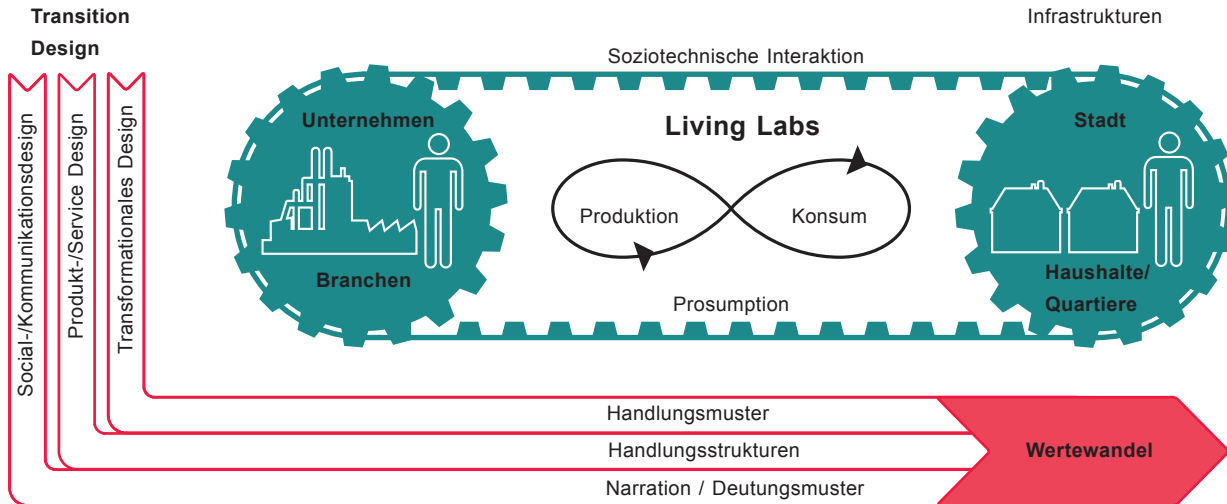 Transition
Design
Infrastrukturen
Soziotechnische Interaktion
Social-/Kommunikationsdesign
Produkt-/Service Design
Transformationales Design
Unternehmen
Branchen
Living Labs
Produktion
Konsum
Prosumption
Stadt
Haushalte/
Quartiere
Handlungsmuster
Handlungsstrukturen
Narration / Deutungsmuster
Wertewandel